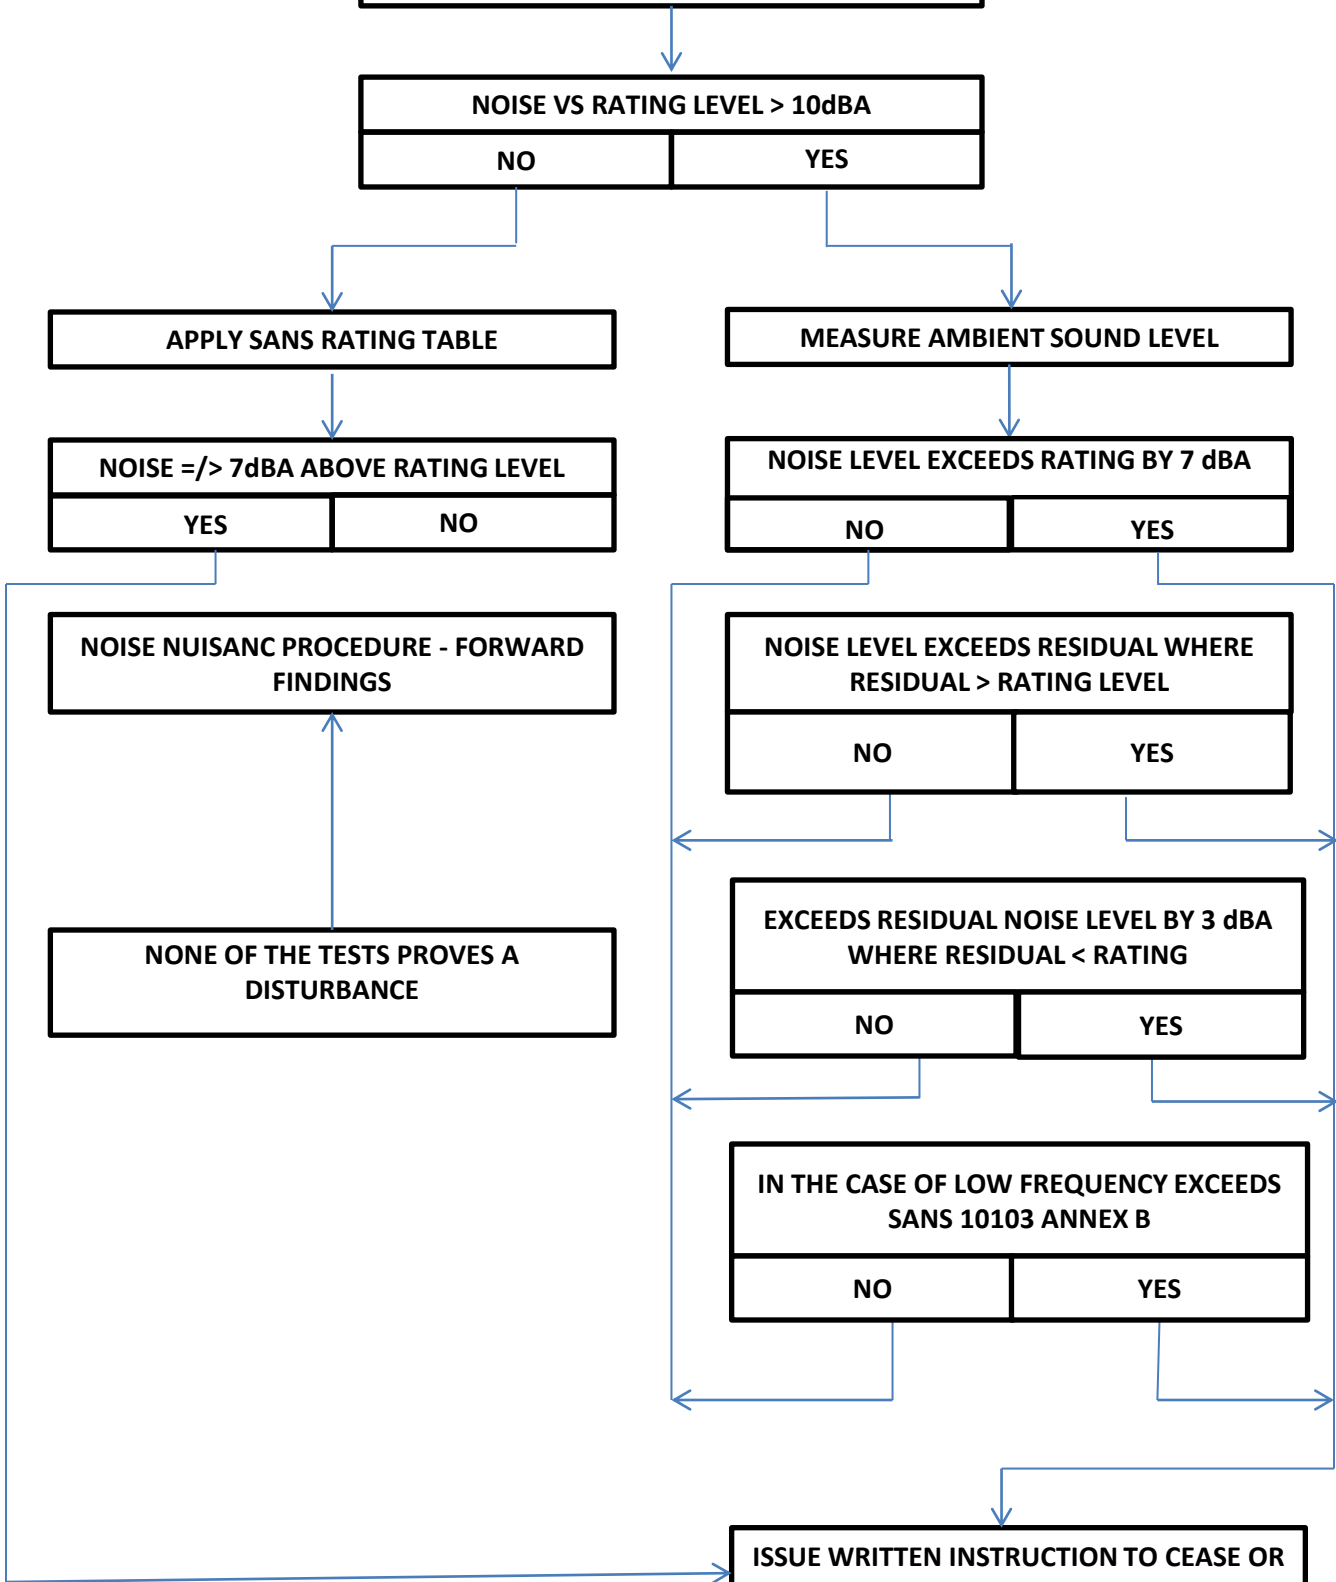 NOISE VS RATING LEVEL > 10dBA
NO
YES
APPLY SANS RATING TABLE
MEASURE AMBIENT SOUND LEVEL
NOISE =/> 7dBA ABOVE RATING LEVEL
YES
NO
NOISE LEVEL EXCEEDS RATING BY 7 dBA
NO
YES
NOISE NUISANC PROCEDURE - FORWARD
FINDINGS
NOISE LEVEL EXCEEDS RESIDUAL WHERE
RESIDUAL > RATING LEVEL
NO
YES
EXCEEDS RESIDUAL NOISE LEVEL BY 3 dBA
WHERE RESIDUAL < RATING
NO
YES
NONE OF THE TESTS PROVES A
DISTURBANCE
IN THE CASE OF LOW FREQUENCY EXCEEDS
SANS 10103 ANNEX B
NO
YES
ISSUE WRITTEN INSTRUCTION TO CEASE OR